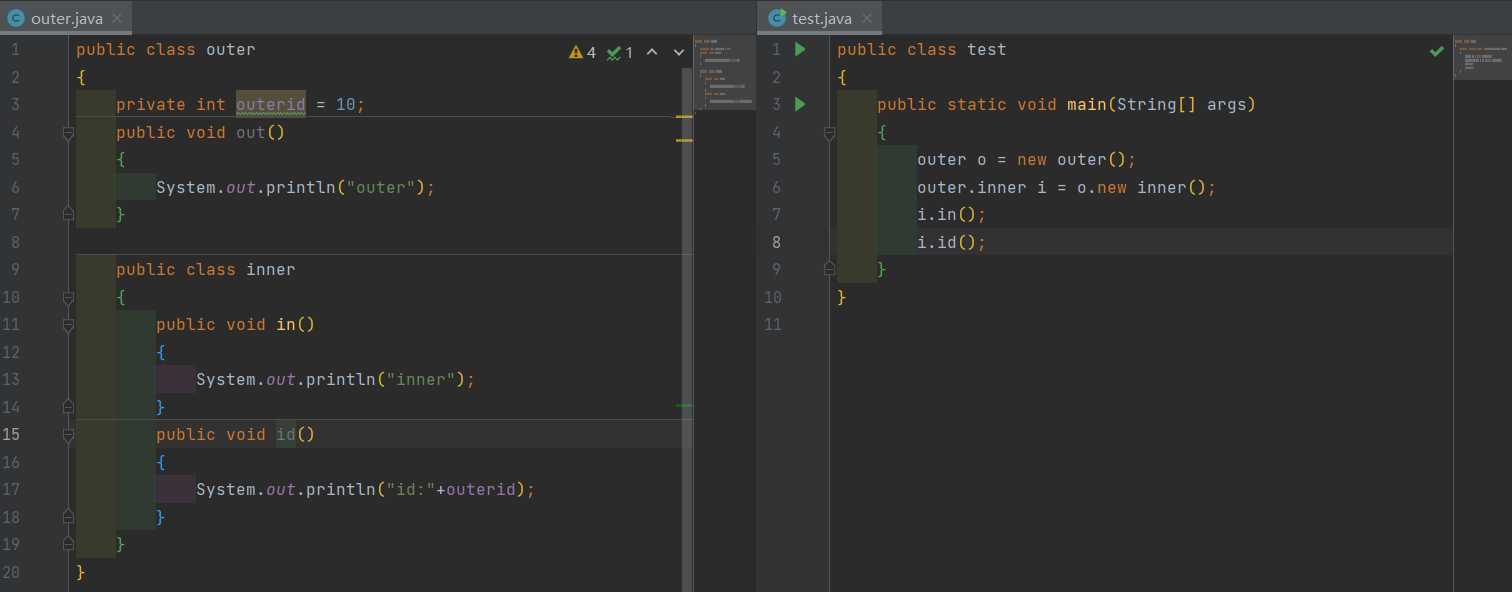 outer.java
4 1
1 public class outer
2 {
3 private int outerid = 10;
4 public void out()
5 {
6 System.out.println("outer");
7 }
8
9 public class inner
10 {
11 public void in()
12 {
13 System.out.println("inner");
14 }
15 public void id()
16 {
17 System.out.println("id:"+outerid);
18 }
19 }
20 }
test.java
1 public class test
2 {
3 public static void main(String[] args)
4 {
5 outer o = new outer();
6 outer.inner i = o.new inner();
7 i.in();
8 i.id();
9 }
10 }
11